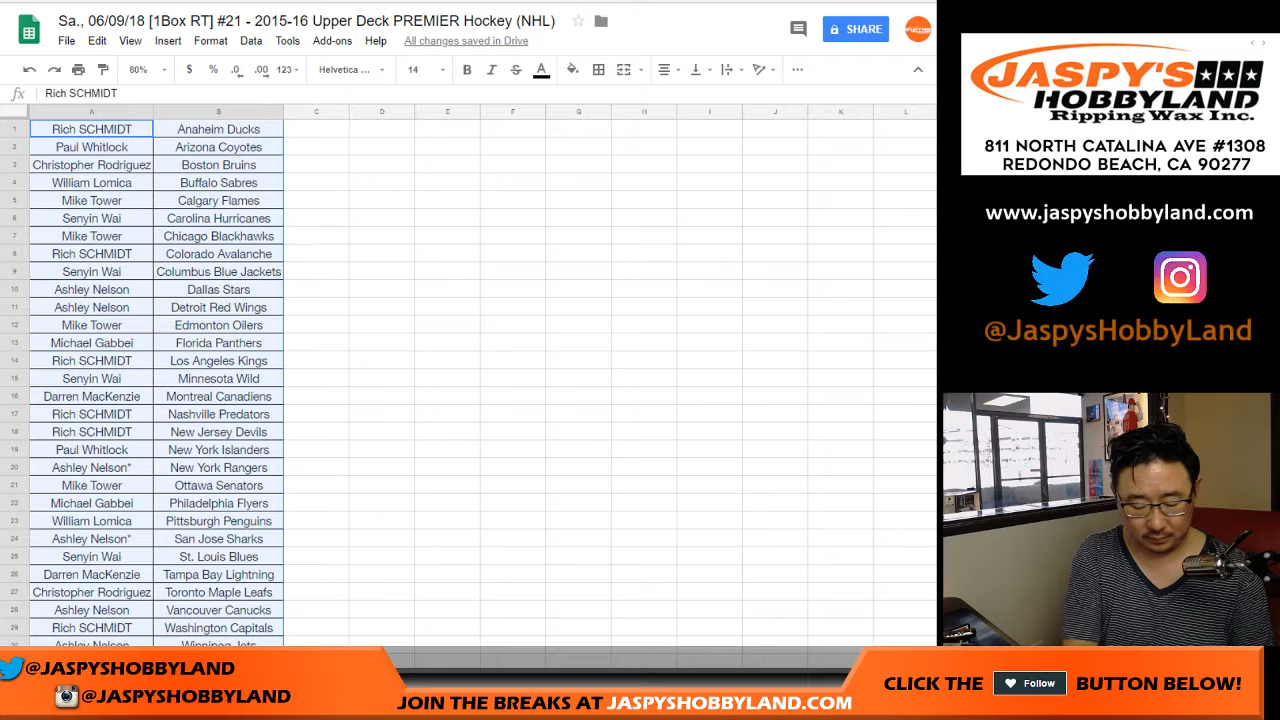 Sa., 06/09/18 [1Box RT] #21 - 2015-16 Upper Deck PREMIER Hockey (NHL)
File Edit View Insert Format Data Tools Add-ons Help All changes saved in Drive
SHARE
80% $ % .0 .00 123 Helvetica ... 14 B I S A
fx Rich SCHMIDT
A B C D E F G H I J K L
1 Rich SCHMIDT Anaheim Ducks
2 Paul Whitlock Arizona Coyotes
3 Christopher Rodriguez Boston Bruins
4 William Lomica Buffalo Sabres
5 Mike Tower Calgary Flames
6 Senyin Wai Carolina Hurricanes
7 Mike Tower Chicago Blackhawks
8 Rich SCHMIDT Colorado Avalanche
9 Senyin Wai Columbus Blue Jackets
10 Ashley Nelson Dallas Stars
11 Ashley Nelson Detroit Red Wings
12 Mike Tower Edmonton Oilers
13 Michael Gabbei Florida Panthers
14 Rich SCHMIDT Los Angeles Kings
15 Senyin Wai Minnesota Wild
16 Darren MacKenzie Montreal Canadiens
17 Rich SCHMIDT Nashville Predators
18 Rich SCHMIDT New Jersey Devils
19 Paul Whitlock New York Islanders
20 Ashley Nelson* New York Rangers
21 Mike Tower Ottawa Senators
22 Michael Gabbei Philadelphia Flyers
23 William Lomica Pittsburgh Penguins
24 Ashley Nelson* San Jose Sharks
25 Senyin Wai St. Louis Blues
26 Darren MacKenzie Tampa Bay Lightning
27 Christopher Rodriguez Toronto Maple Leafs
28 Ashley Nelson Vancouver Canucks
29 Rich SCHMIDT Washington Capitals
Ashley Nelson Winnipeg Jets
JASPY'S
HOBBYLAND
Ripping Wax Inc.
811 NORTH CATALINA AVE #1308
REDONDO BEACH, CA 90277
www.jaspyshobbyland.com
@JaspysHobbyLand
@JASPYSHOBBYLAND
@JASPYSHOBBYLAND
JOIN THE BREAKS AT JASPYSHOBBYLAND.COM
CLICK THE Follow BUTTON BELOW!